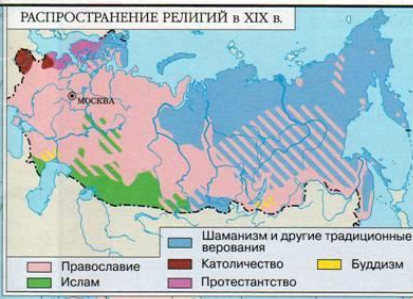 РАСПРОСТРАНЕНИЕ РЕЛИГИЙ в XIX в.
МОСКВА
Шаманизм и другие традиционные
верования
Православие
Католичество
Буддизм
Ислам
Протестантство